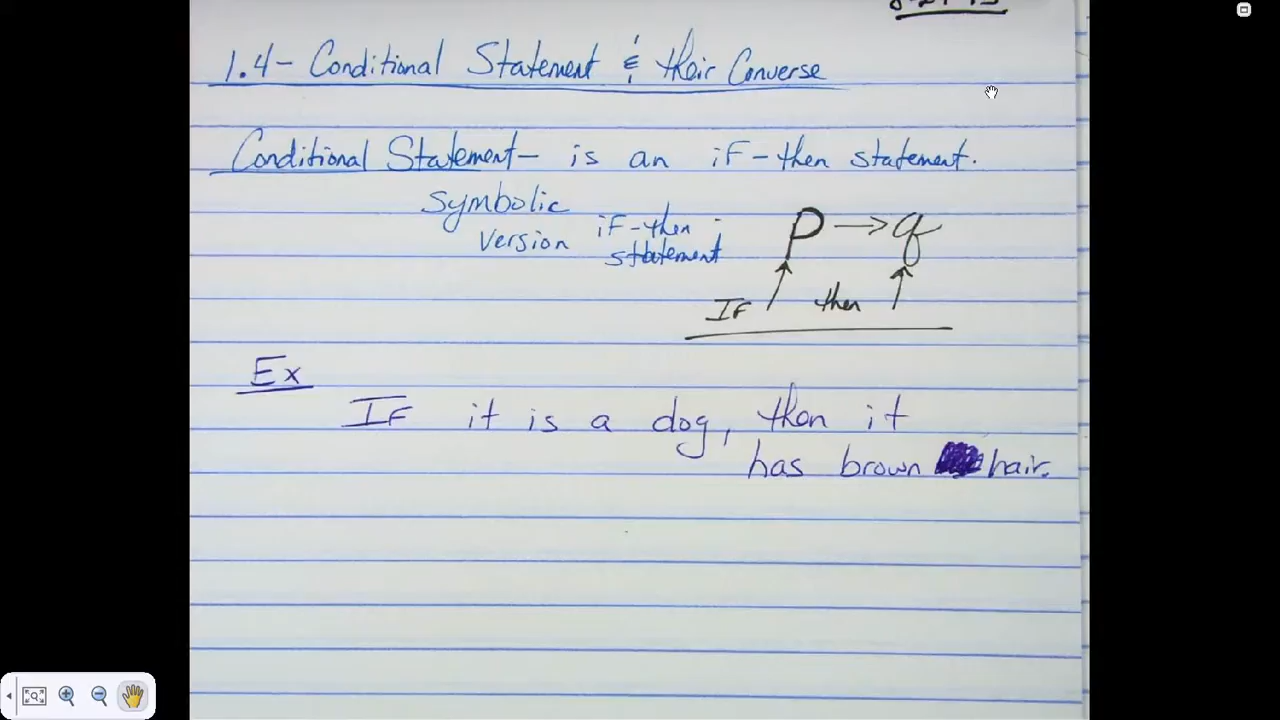 1.4 - Conditional Statement & their Converse
Conditional Statement - is an if-then statement.
Symbolic
version
if-then
statement
P → q
If then
Ex
If it is a dog, then it
has brown hair.